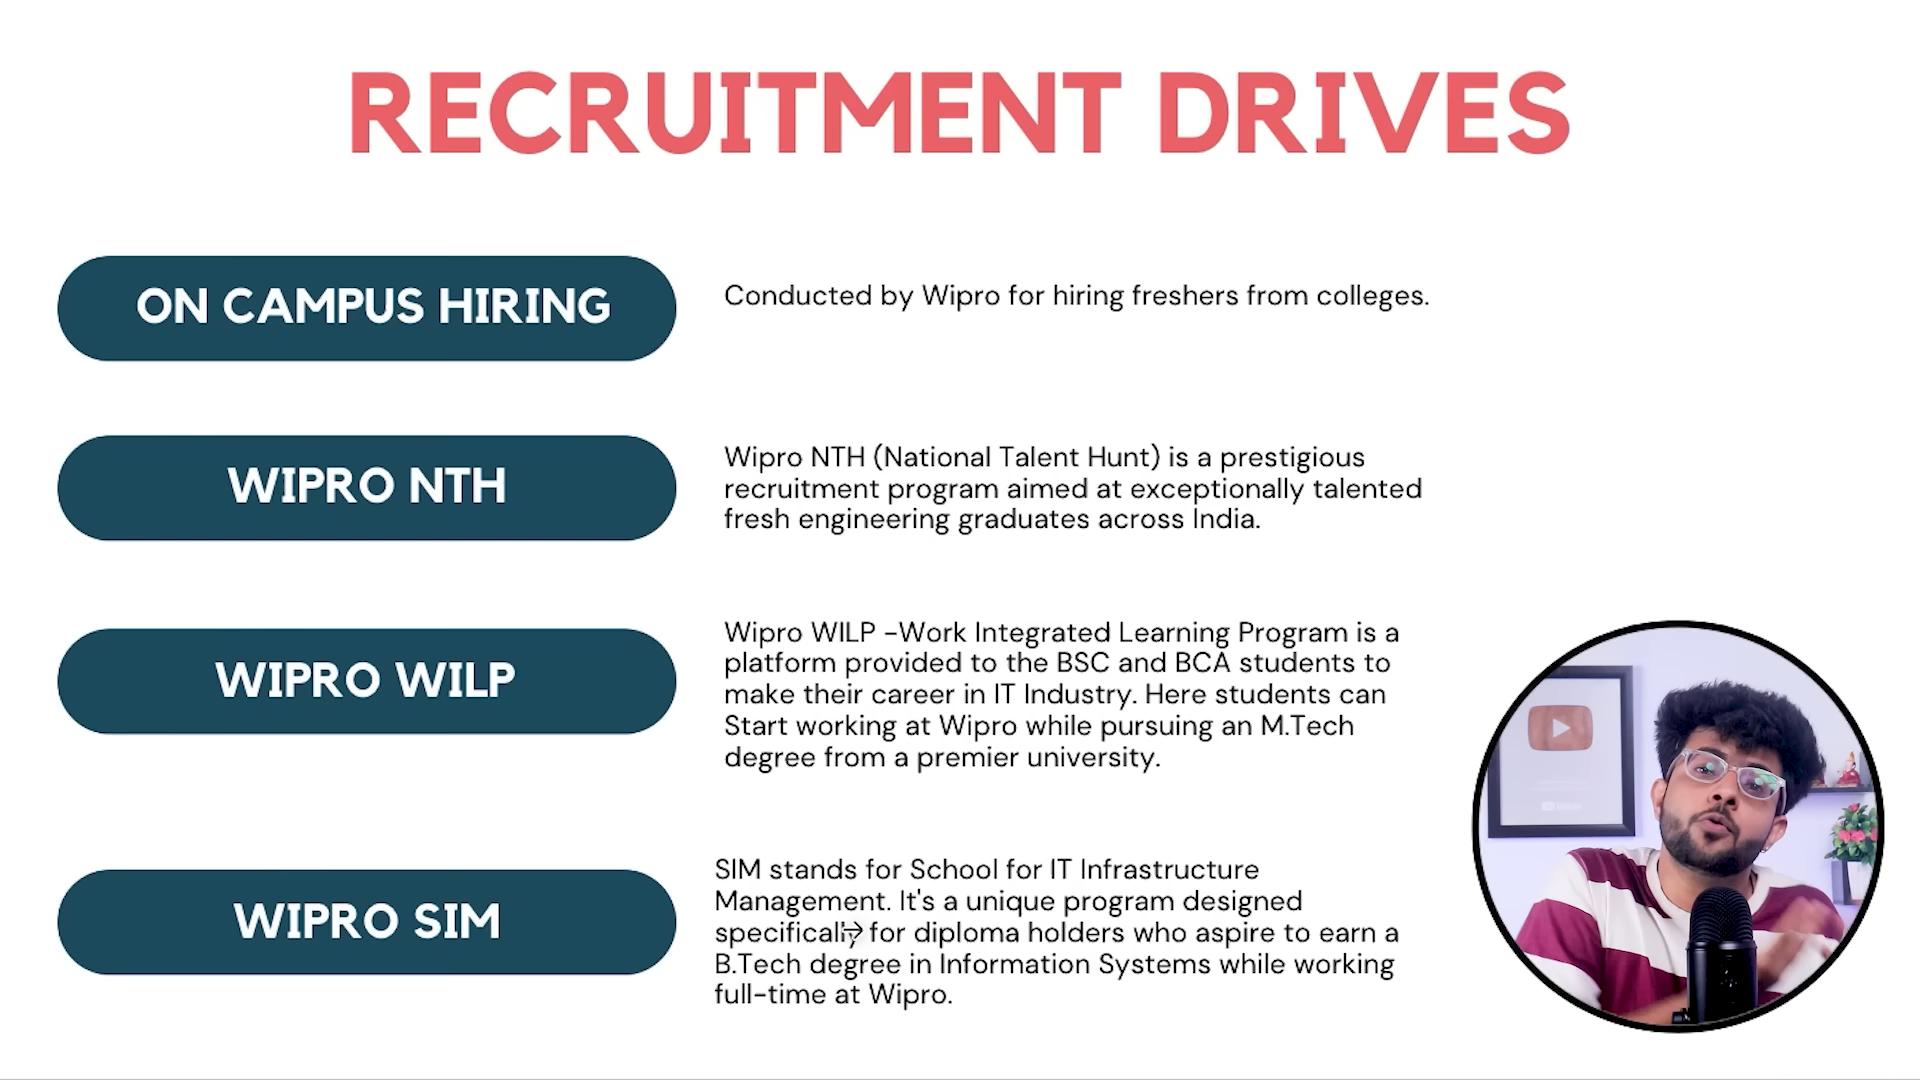 RECRUITMENT DRIVES
ON CAMPUS HIRING
Conducted by Wipro for hiring freshers from colleges.
WIPRO NTH
Wipro NTH (National Talent Hunt) is a prestigious
recruitment program aimed at exceptionally talented
fresh engineering graduates across India.
WIPRO WILP
Wipro WILP -Work Integrated Learning Program is a
platform provided to the BSC and BCA students to
make their career in IT Industry. Here students can
Start working at Wipro while pursuing an M.Tech
degree from a premier university.
WIPRO SIM
SIM stands for School for IT Infrastructure
Management. It's a unique program designed
specifically for diploma holders who aspire to earn a
B.Tech degree in Information Systems while working
full-time at Wipro.